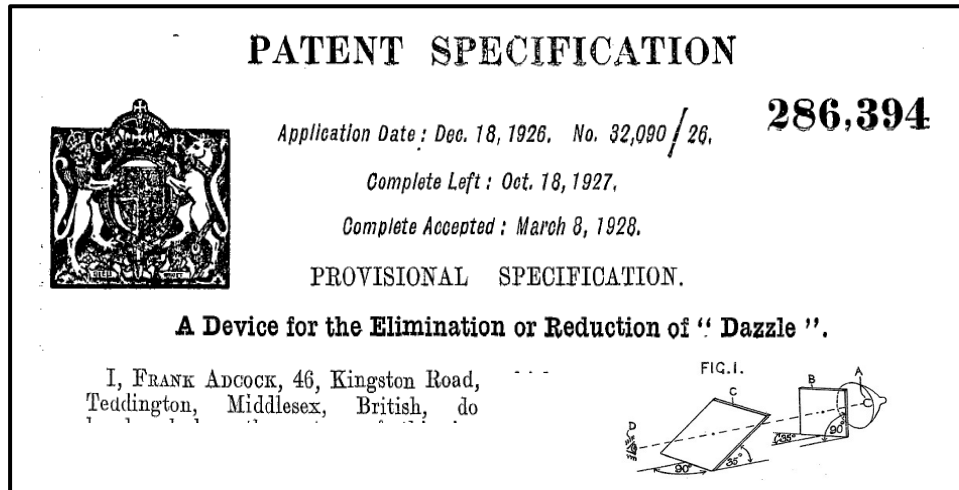 PATENT SPECIFICATION
286,394
Application Date : Dec. 18, 1926. No. 32,090 / 26.
Complete Left : Oct. 18, 1927.
Complete Accepted : March 8, 1928.
PROVISIONAL SPECIFICATION.
A Device for the Elimination or Reduction of “ Dazzle ”.
I, FRANK ADCOCK, 46, Kingston Road,
Teddington, Middlesex, British, do
FIG.1.
A
B
C
D
90°
35°
90°
35°